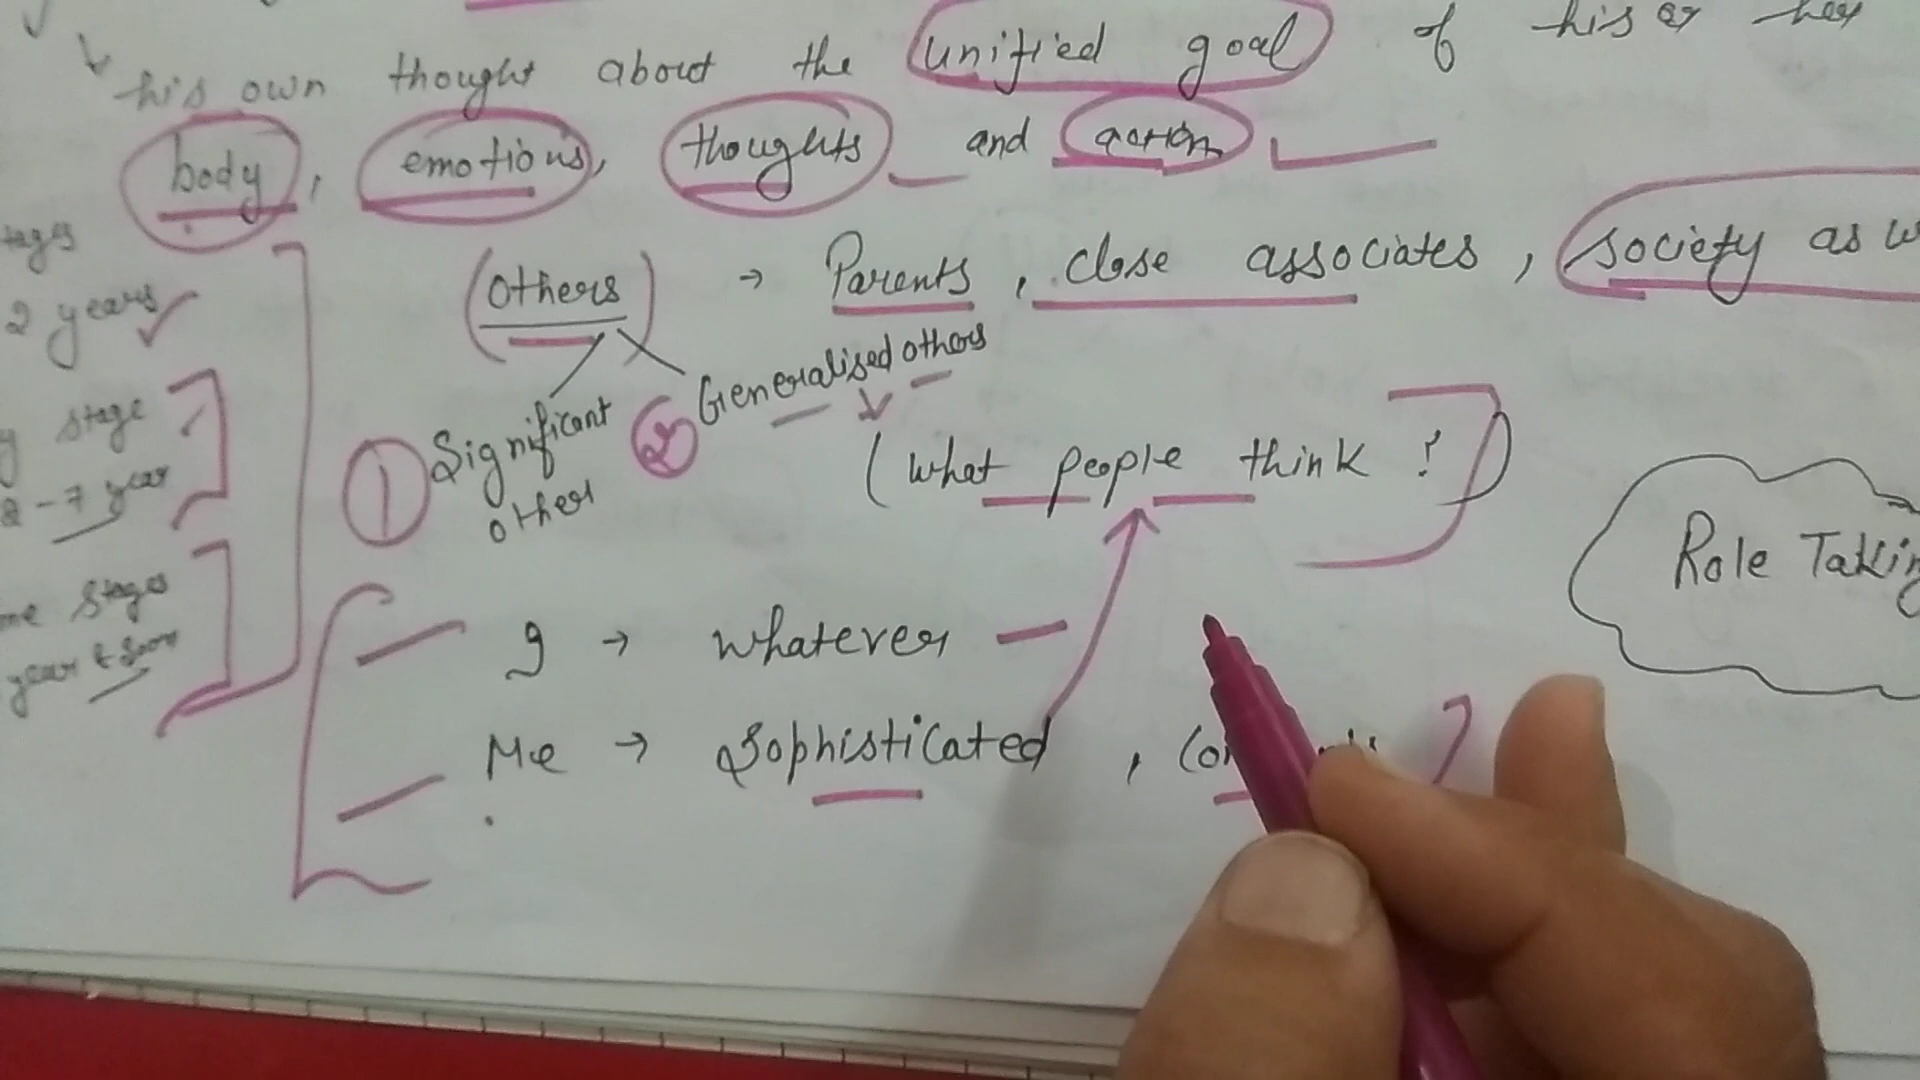 his own thought about the unified goal of his or her
body, emotions, thoughts and action
(others) → Parents, close associates, society as w
Significant other
Generalised others
(what people think?)
2 years
stage
2-7 year
stages
year & soon
I → whatever
Me → Sophisticated,
Role Takin
① 
②